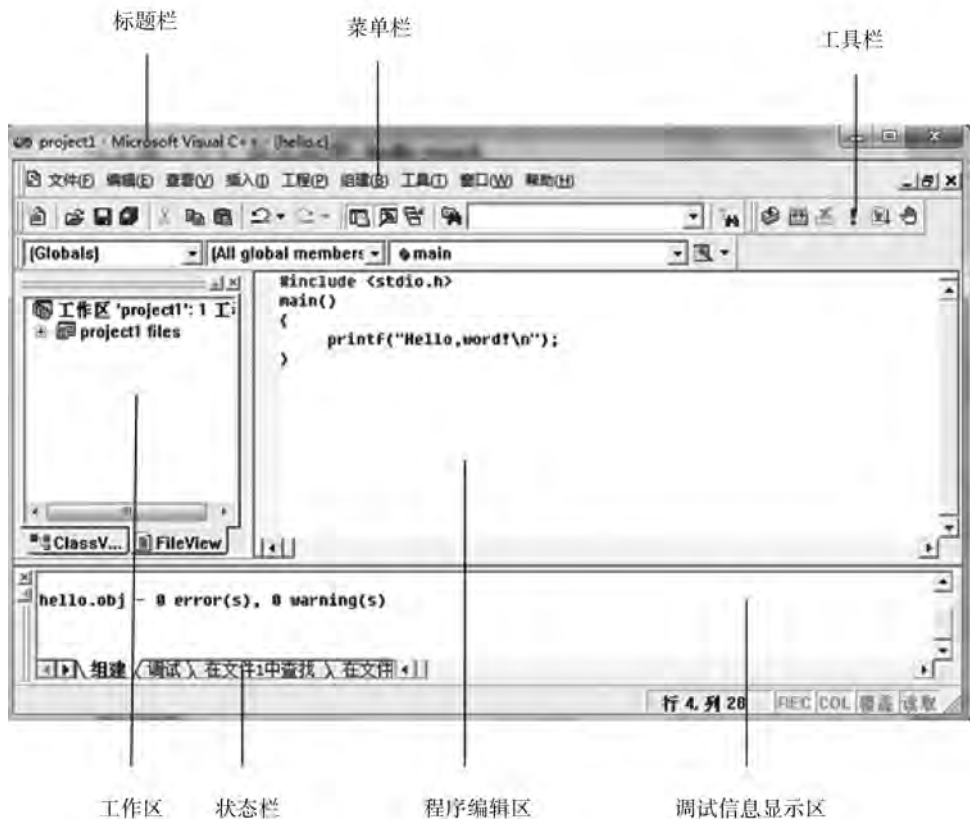 标题栏
菜单栏
工具栏
project1 - Microsoft Visual C++ - [hello.c]
文件(F) 编辑(E) 查看(V) 插入(I) 工程(P) 组建(B) 工具(T) 窗口(W) 帮助(H)
(Globals) (All global members main
#include <stdio.h>
main()
{
printf("Hello,word!\n");
}
工作区 'project1': 1 工
project1 files
ClassV... FileView
hello.obj - 0 error(s), 0 warning(s)
组建 调试 在文件1中查找 在文件
行 4, 列 28 REC COL 覆盖 读取
工作区 状态栏 程序编辑区 调试信息显示区